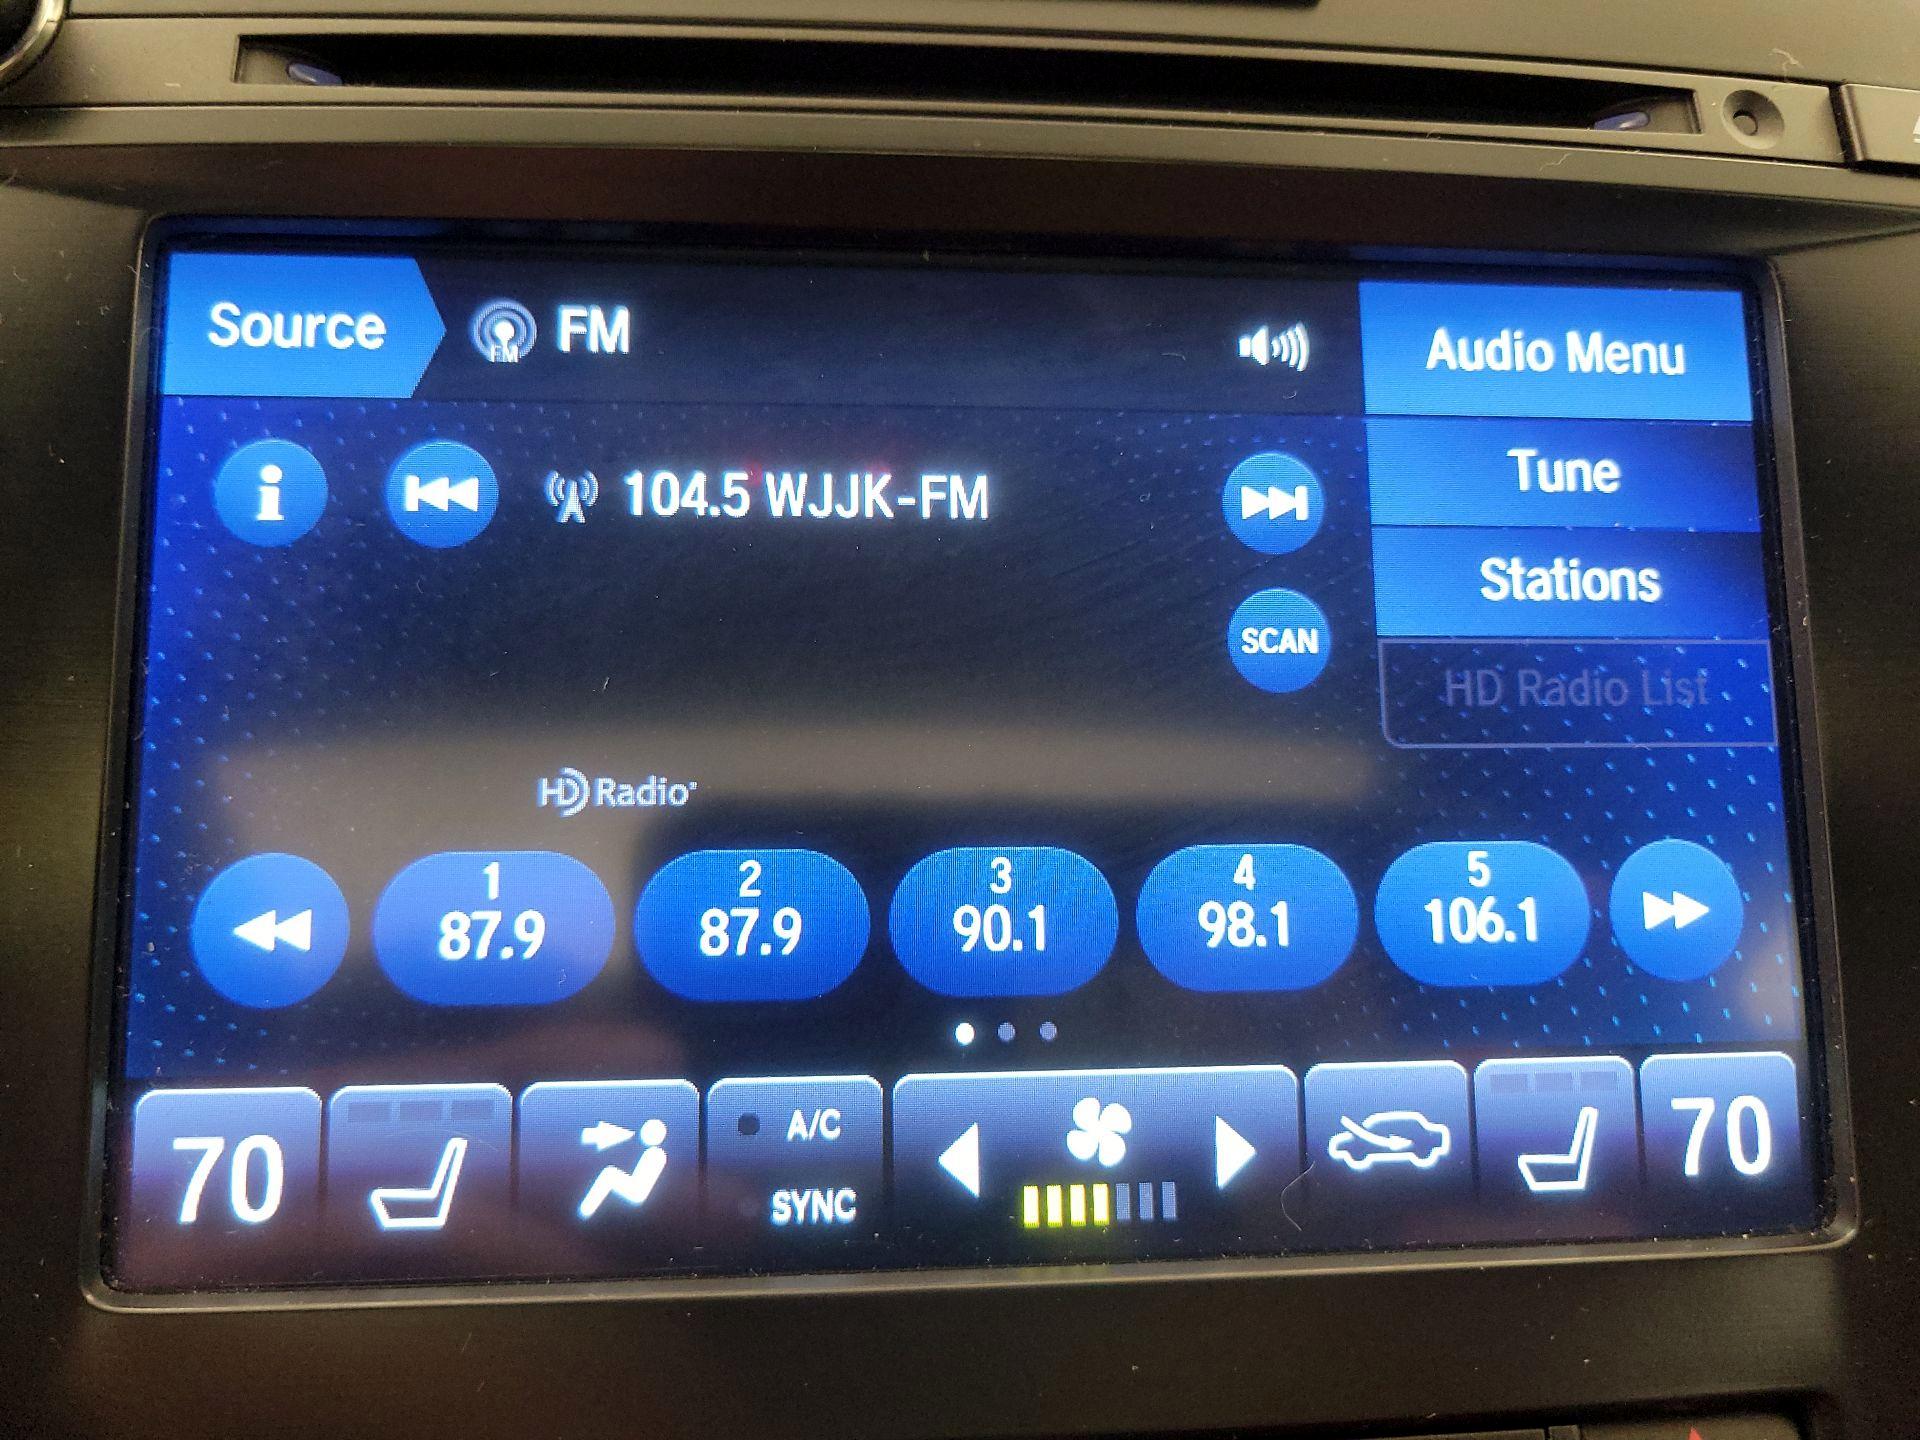 Source
FM
FM
Audio Menu
104.5 WJJK-FM
Tune
Stations
SCAN
HD Radio List
HD Radio
1
87.9
2
87.9
3
90.1
4
98.1
5
106.1
70
A/C
SYNC
70